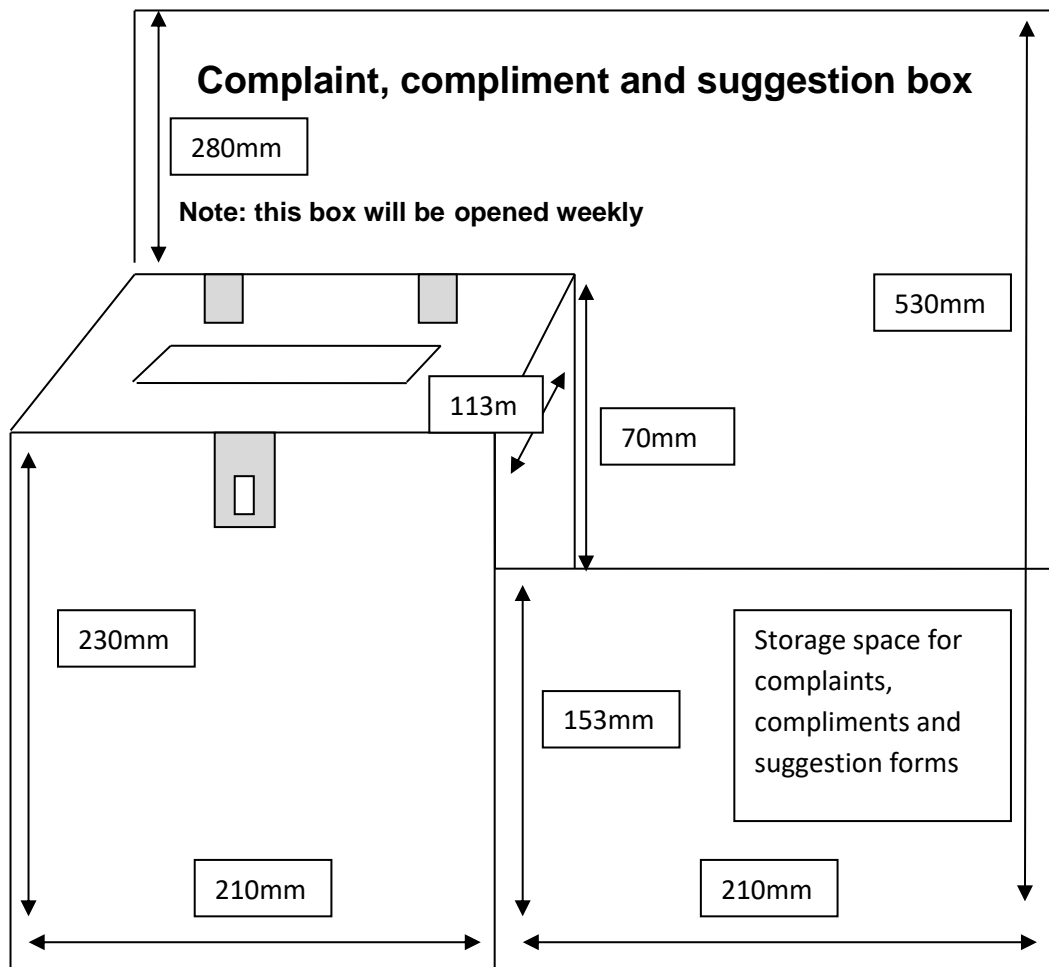 Complaint, compliment and suggestion box
280mm
Note: this box will be opened weekly
530mm
113m
70mm
230mm
153mm
Storage space for
complaints,
compliments and
suggestion forms
210mm
210mm